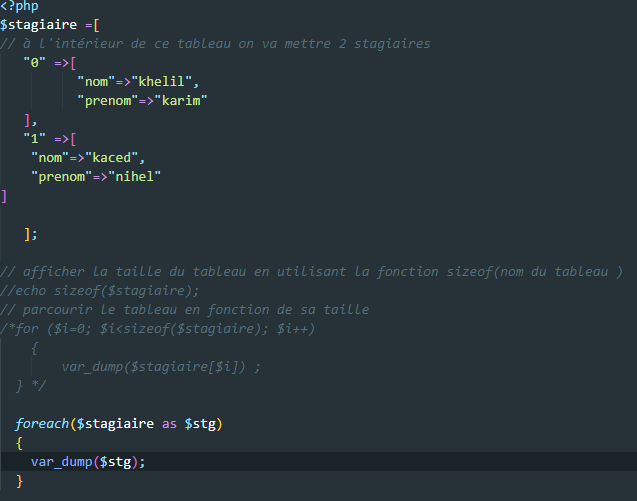 <?php
$stagiaire =[
// à l'intérieur de ce tableau on va mettre 2 stagiaires
"0" =>[
"nom"=>"khelil",
"prenom"=>"karim"
],
"1" =>[
"nom"=>"kaced",
"prenom"=>"nihel"
]
];
// afficher la taille du tableau en utilisant la fonction sizeof(nom du tableau )
//echo sizeof($stagiaire);
// parcourir le tableau en fonction de sa taille
/*for ($i=0; $i<sizeof($stagiaire); $i++)
{
var_dump($stagiaire[$i]) ;
} */
foreach($stagiaire as $stg)
{
var_dump($stg);
}